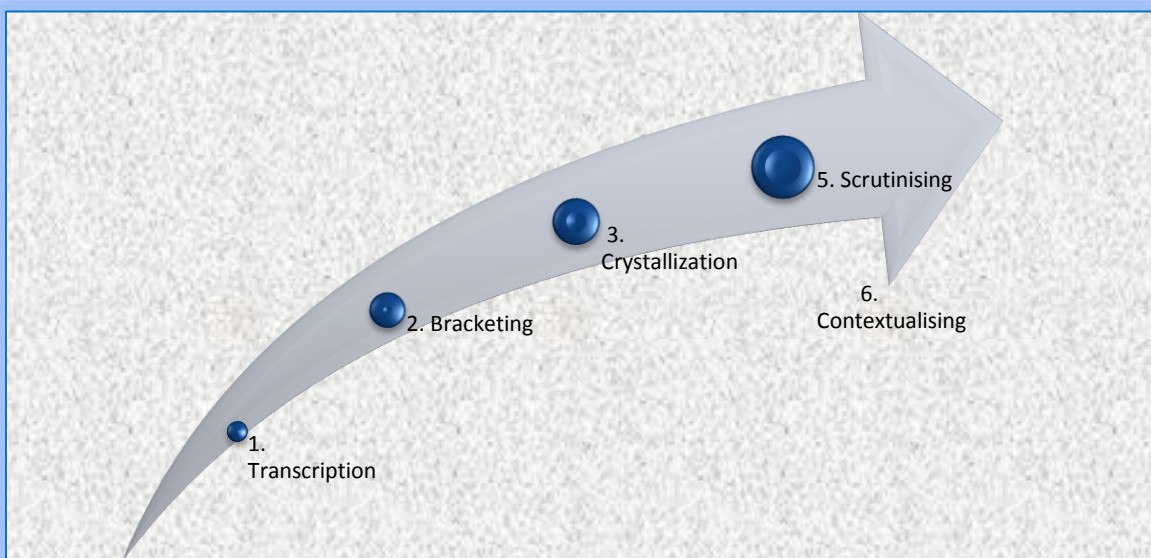 1.
Transcription
2. Bracketing
3.
Crystallization
5. Scrutinising
6.
Contextualising